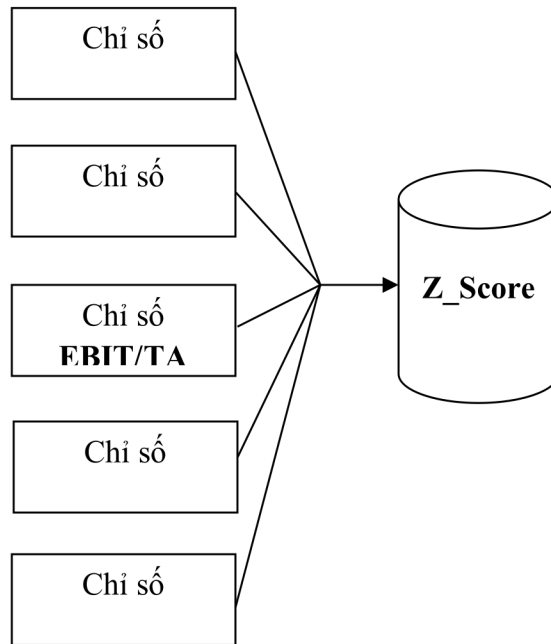 Chỉ số
Chỉ số
Chỉ số
EBIT/TA
Chỉ số
Chỉ số
Z_Score